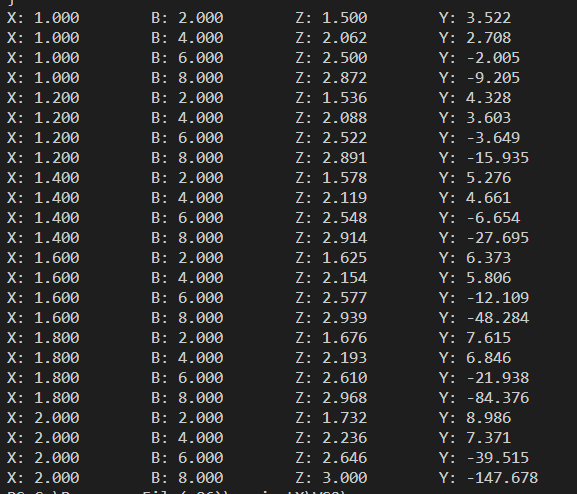 X: 1.000 B: 2.000 Z: 1.500 Y: 3.522
X: 1.000 B: 4.000 Z: 2.062 Y: 2.708
X: 1.000 B: 6.000 Z: 2.500 Y: -2.005
X: 1.000 B: 8.000 Z: 2.872 Y: -9.205
X: 1.200 B: 2.000 Z: 1.536 Y: 4.328
X: 1.200 B: 4.000 Z: 2.088 Y: 3.603
X: 1.200 B: 6.000 Z: 2.522 Y: -3.649
X: 1.200 B: 8.000 Z: 2.891 Y: -15.935
X: 1.400 B: 2.000 Z: 1.578 Y: 5.276
X: 1.400 B: 4.000 Z: 2.119 Y: 4.661
X: 1.400 B: 6.000 Z: 2.548 Y: -6.654
X: 1.400 B: 8.000 Z: 2.914 Y: -27.695
X: 1.600 B: 2.000 Z: 1.625 Y: 6.373
X: 1.600 B: 4.000 Z: 2.154 Y: 5.806
X: 1.600 B: 6.000 Z: 2.577 Y: -12.109
X: 1.600 B: 8.000 Z: 2.939 Y: -48.284
X: 1.800 B: 2.000 Z: 1.676 Y: 7.615
X: 1.800 B: 4.000 Z: 2.193 Y: 6.846
X: 1.800 B: 6.000 Z: 2.610 Y: -21.938
X: 1.800 B: 8.000 Z: 2.968 Y: -84.376
X: 2.000 B: 2.000 Z: 1.732 Y: 8.986
X: 2.000 B: 4.000 Z: 2.236 Y: 7.371
X: 2.000 B: 6.000 Z: 2.646 Y: -39.515
X: 2.000 B: 8.000 Z: 3.000 Y: -147.678